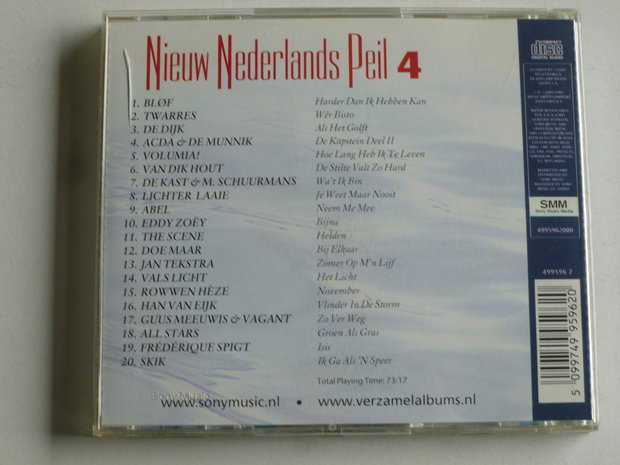 Nieuw Nederlands Peil 4
1. BLØF Harder Dan Ik Hebben Kan
2. TWARRES Wêr Bisto
3. DE DIJK Als Het Golft
4. ACDA & DE MUNNIK De Kapitein Deel II
5. VOLUMIA! Hoe Lang Heb Ik Te Leven
6. VAN DIK HOUT De Stilte Valt Zo Hard
7. DE KAST & M. SCHUURMANS Wa't Ik Bin
8. LICHTER LAAIE Je Weet Maar Nooit
9. ABEL Neem Me Mee
10. EDDY ZOËY Bijna
11. THE SCENE Helden
12. DOE MAAR Bij Elkaar
13. JAN TEKSTRA Zomer Op M'n Lijf
14. VALS LICHT Het Licht
15. ROWWEN HÈZE November
16. HAN VAN EIJK Vlinder In De Storm
17. GUUS MEEUWIS & VAGANT Zo Ver Weg
18. ALL STARS Groen Als Gras
19. FRÉDÉRIQUE SPIGT Isis
20. SKIK Ik Ga Als 'N Speer
Total Playing Time: 73:17
www.sonymusic.nl • www.verzamelalbums.nl
COMPACT
disc
DIGITAL AUDIO
SMM
Sony Music Media
4995962000
499596 2
5 099749 959620